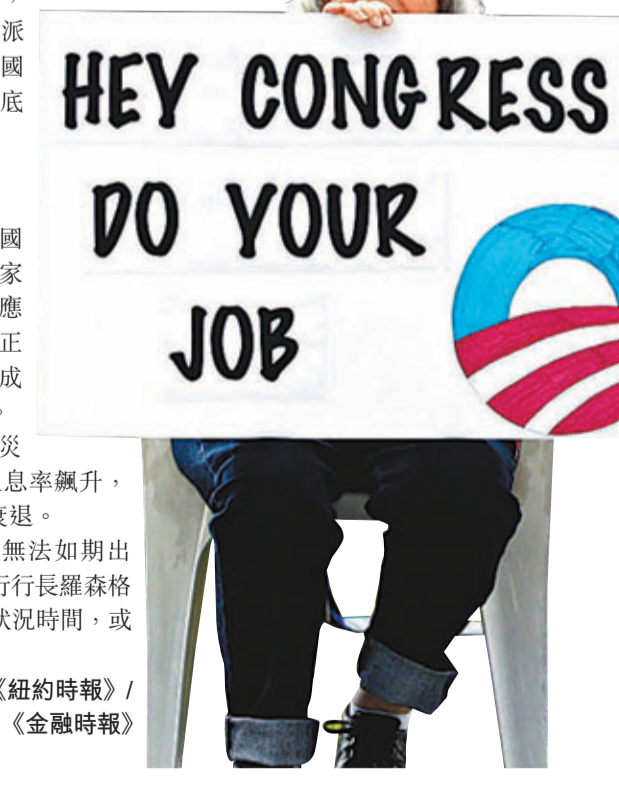 派
國
底
國
家
應
正
成
。
災
息率飆升，
衰退。
無法如期出
行行長羅森格
狀況時間，或
《紐約時報》/
《金融時報》
HEY CONGRESS
DO YOUR
JOB